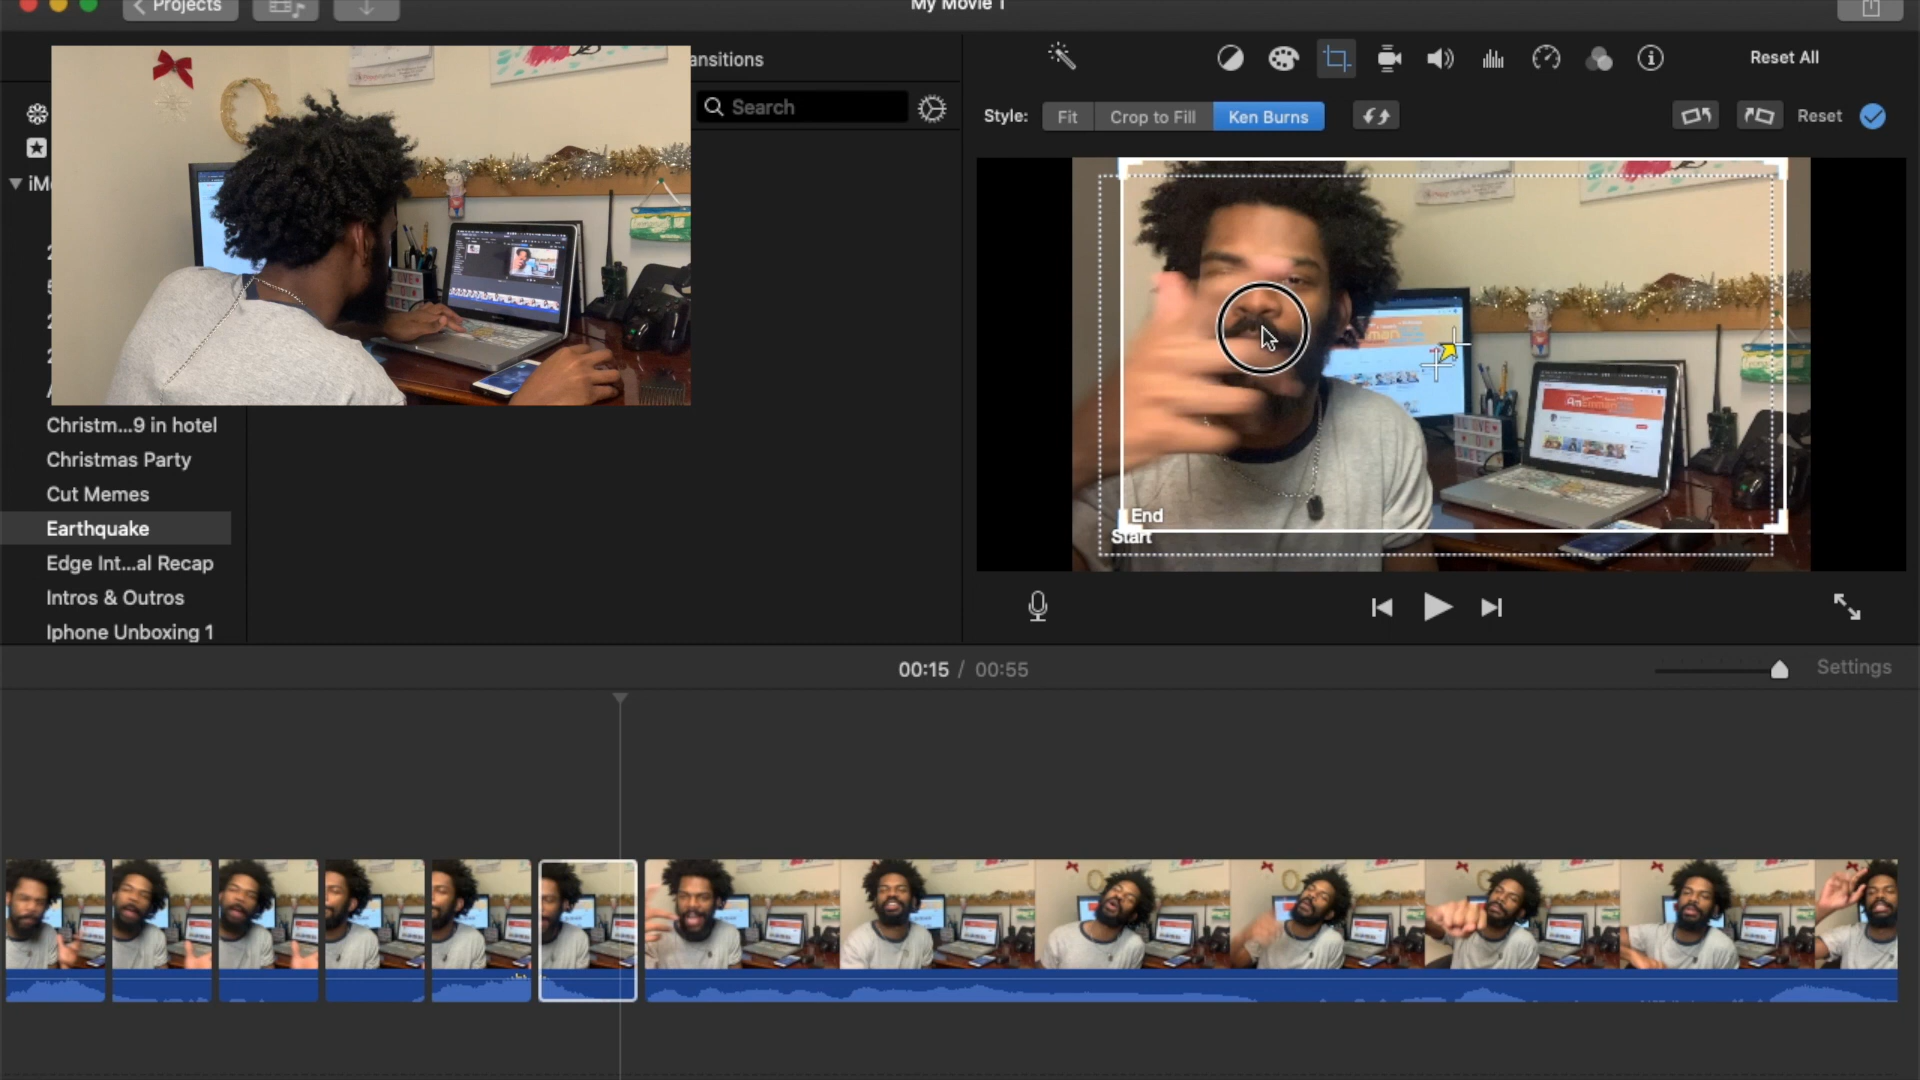 Projects
My Movie 1
ansitions
Search
Reset All
Style:
Fit
Crop to Fill
Ken Burns
Reset
iM
Christm...9 in hotel
Christmas Party
Cut Memes
Earthquake
Edge Int...al Recap
Intros & Outros
Iphone Unboxing 1
End
Start
00:15 / 00:55
Settings